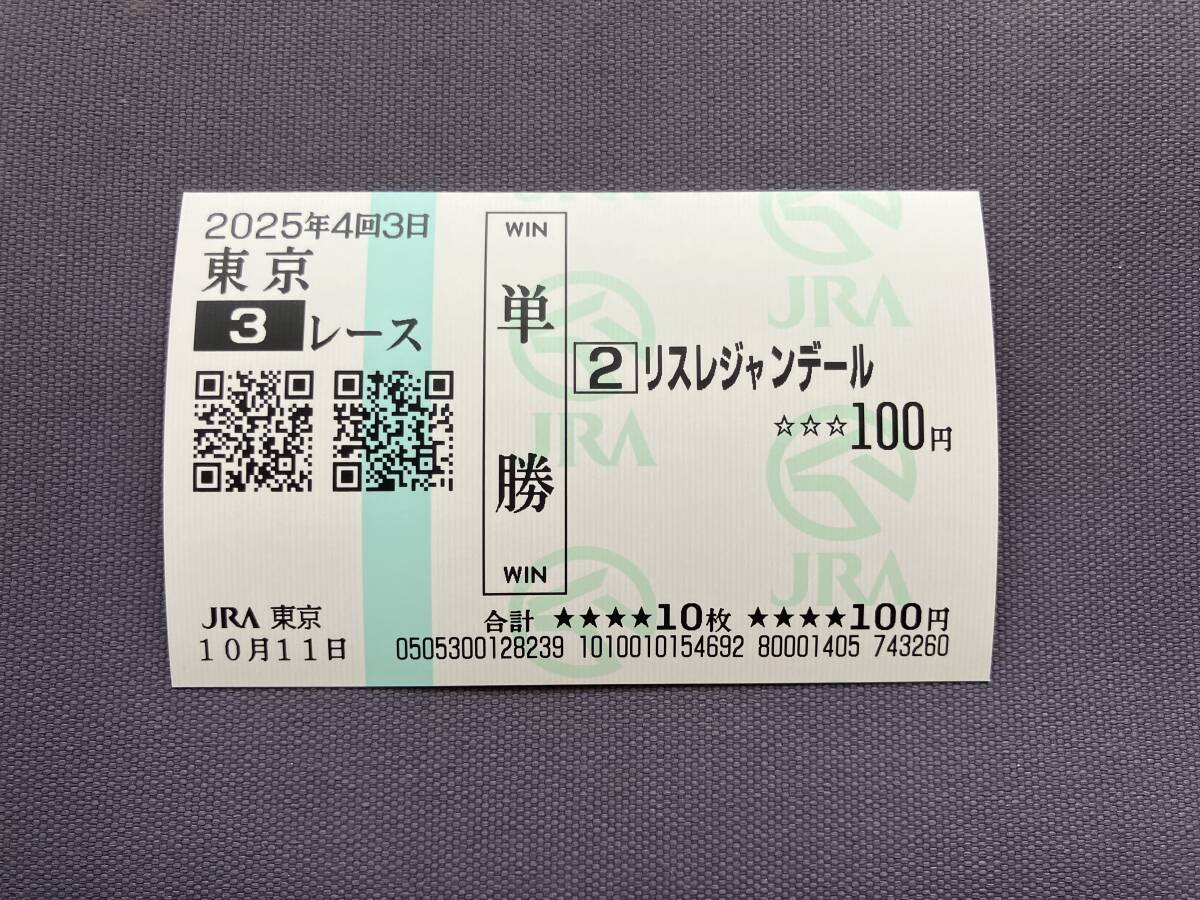 2025年4回3日
東京
3レース
WIN
単勝
WIN
2 リスレジャンデール
☆☆☆100円
JRA
JRA
JRA
JRA 東京
10月11日
合計 ★★★★10枚 ★★★★100円
0505300128239 1010010154692 80001405 743260